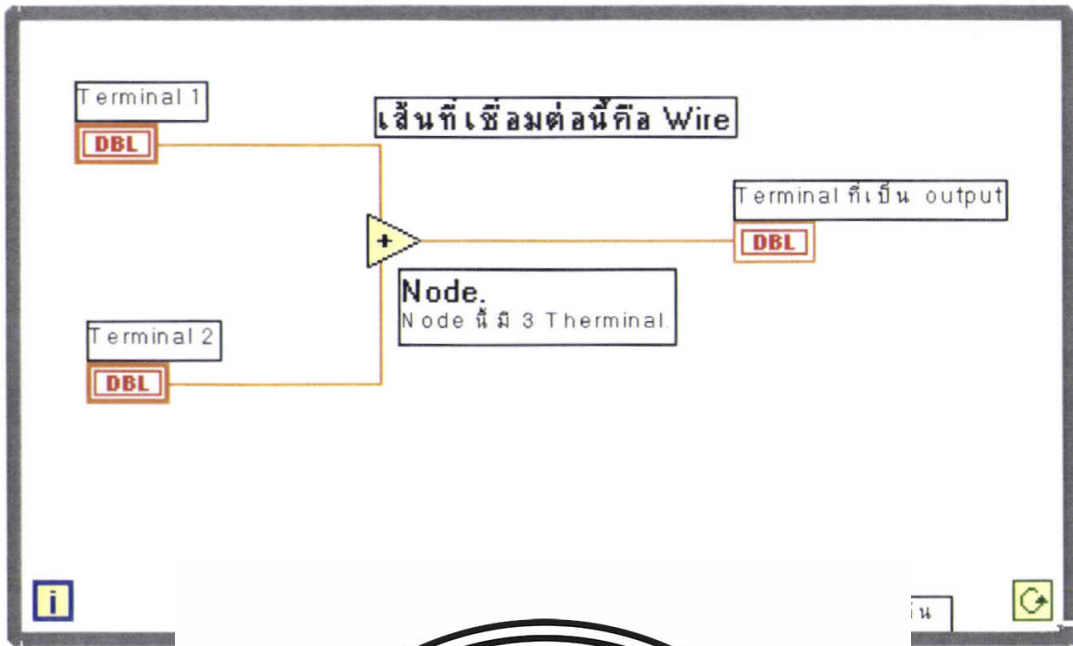 Terminal 1
DBL
เส้นที่เชื่อมต่อนี้คือ Wire
Terminal ที่เป็น output
DBL
+
Node.
Node นี้ มี 3 Therminal.
Terminal 2
DBL
i